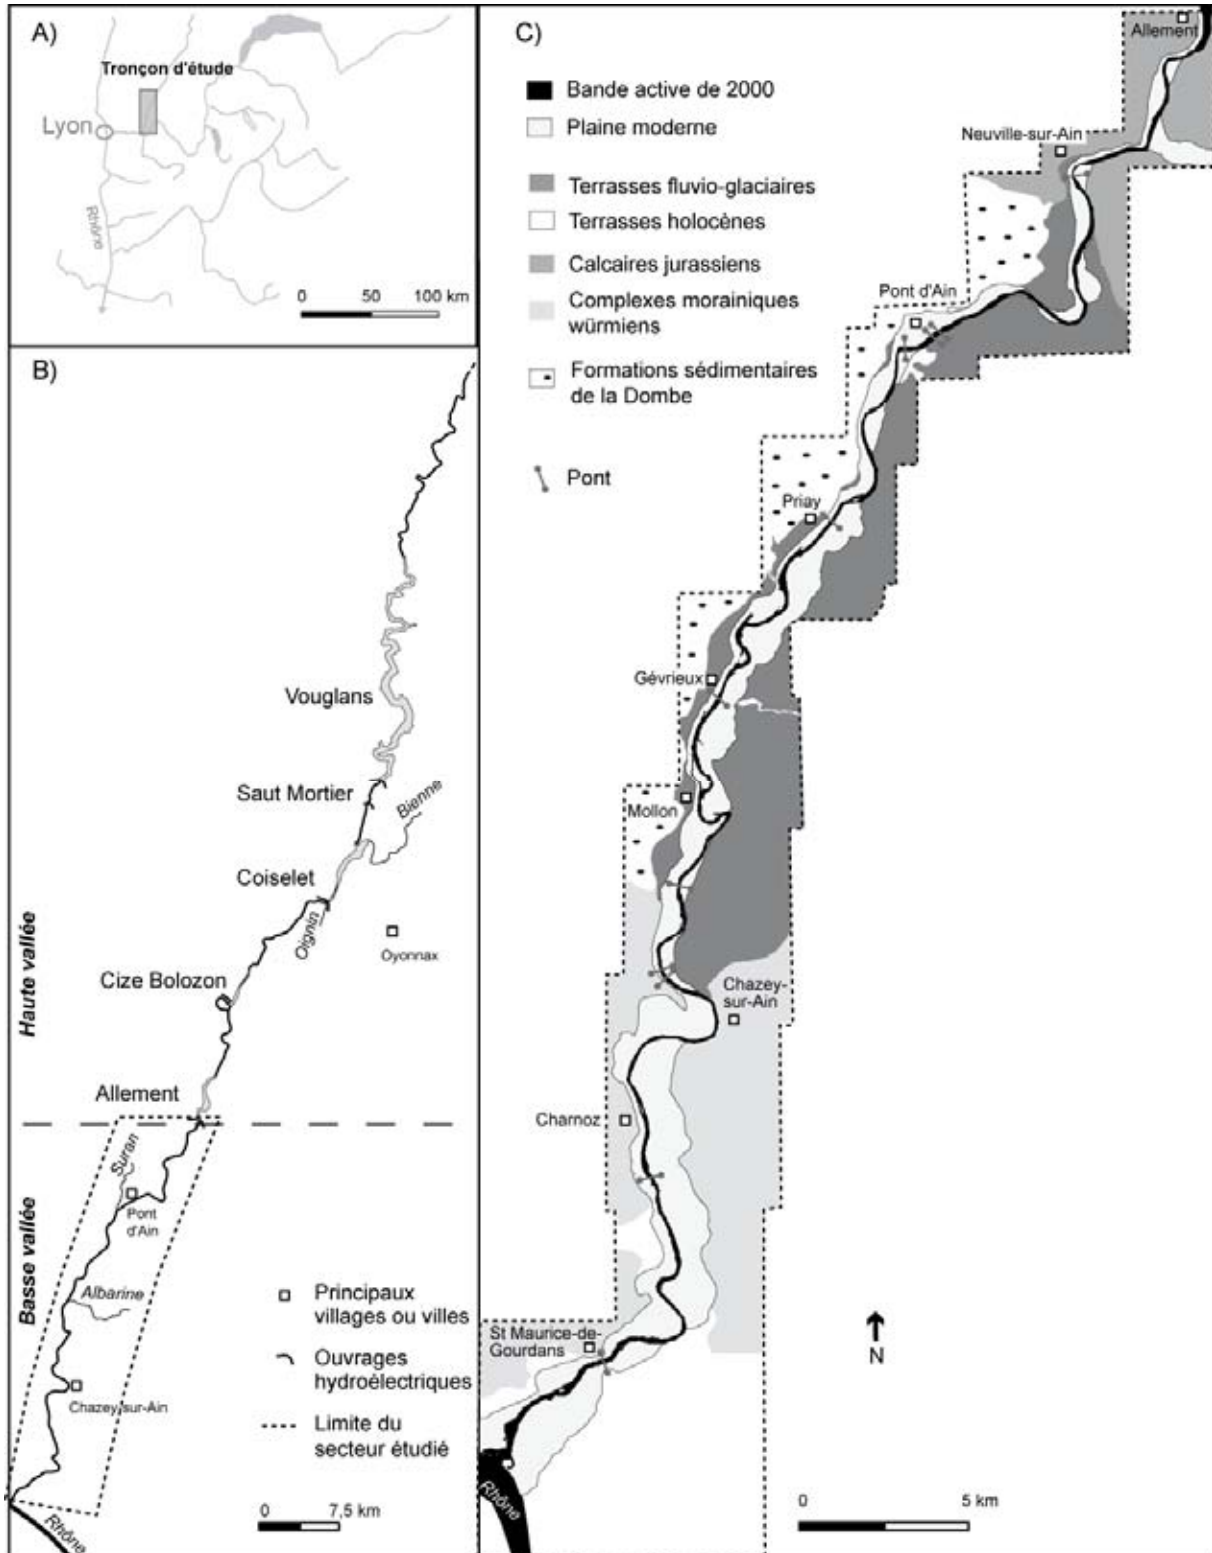 A)
Tronçon d'étude
Lyon
Rhône
0 50 100 km
B)
Vouglans
Saut Mortier
Bienne
Coiselet
Oignin
Oyonnax
Cize Bolozon
Haute vallée
Allement
Basse vallée
Suran
Pont
d'Ain
Albarine
Chazey-sur-Ain
Principaux
villages ou villes
Ouvrages
hydroélectriques
Limite du
secteur étudié
0 7,5 km
Rhône
C)
Bande active de 2000
Plaine moderne
Terrasses fluvio-glaciaires
Terrasses holocènes
Calcaires jurassiens
Complexes morainiques
würmiens
Formations sédimentaires
de la Dombe
Pont
Allement
Neuville-sur-Ain
Pont d'Ain
Priay
Gévrieux
Mollon
Chazey-
sur-Ain
Charnoz
St Maurice-de-
Gourdans
N
Rhône
0 5 km